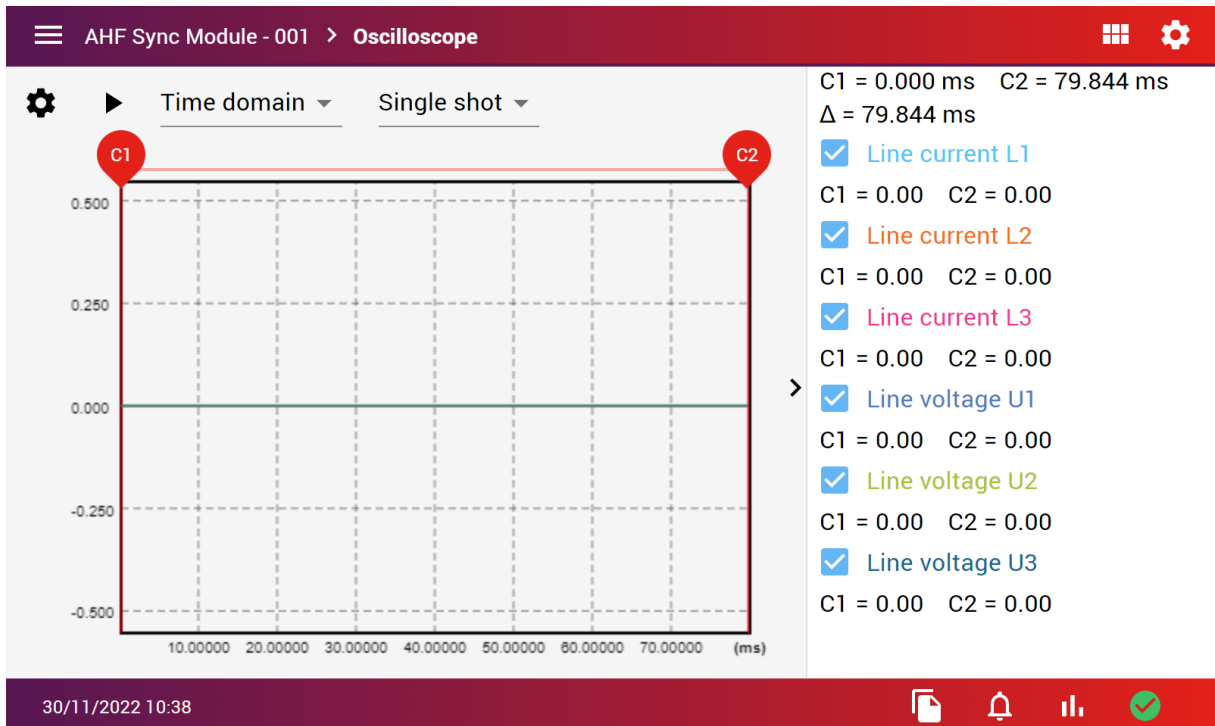 AHF Sync Module - 001 > Oscilloscope
Time domain Single shot
C1 C2
0.500
0.250
0.000
-0.250
-0.500
10.00000 20.00000 30.00000 40.00000 50.00000 60.00000 70.00000 (ms)
C1 = 0.000 ms C2 = 79.844 ms
Δ = 79.844 ms
Line current L1
C1 = 0.00 C2 = 0.00
Line current L2
C1 = 0.00 C2 = 0.00
Line current L3
C1 = 0.00 C2 = 0.00
Line voltage U1
C1 = 0.00 C2 = 0.00
Line voltage U2
C1 = 0.00 C2 = 0.00
Line voltage U3
C1 = 0.00 C2 = 0.00
30/11/2022 10:38